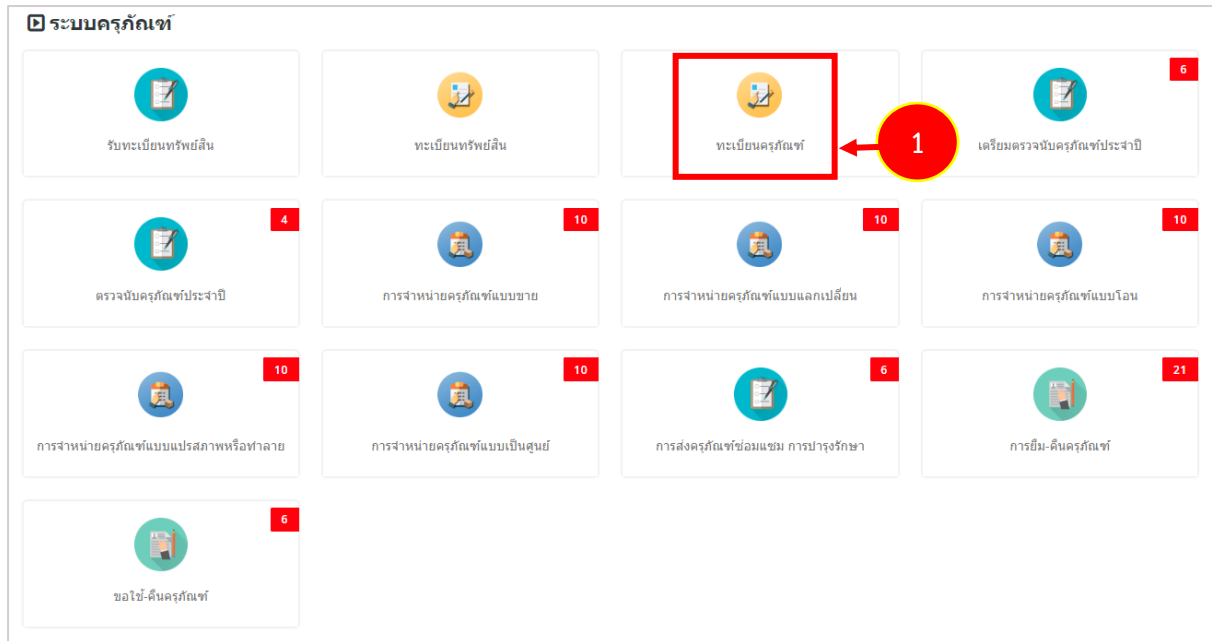 ระบบครุภัณฑ์
6
รับทะเบียนทรัพย์สิน
ทะเบียนทรัพย์สิน
ทะเบียนครุภัณฑ์
1
เตรียมตรวจนับครุภัณฑ์ประจำปี
4
10
10
10
ตรวจนับครุภัณฑ์ประจำปี
การจำหน่ายครุภัณฑ์แบบขาย
การจำหน่ายครุภัณฑ์แบบแลกเปลี่ยน
การจำหน่ายครุภัณฑ์แบบโอน
10
10
6
21
การจำหน่ายครุภัณฑ์แบบแปรสภาพหรือทำลาย
การจำหน่ายครุภัณฑ์แบบเป็นศูนย์
การส่งครุภัณฑ์ซ่อมแซม การบำรุงรักษา
การยืม-คืนครุภัณฑ์
6
ขอใช้-คืนครุภัณฑ์